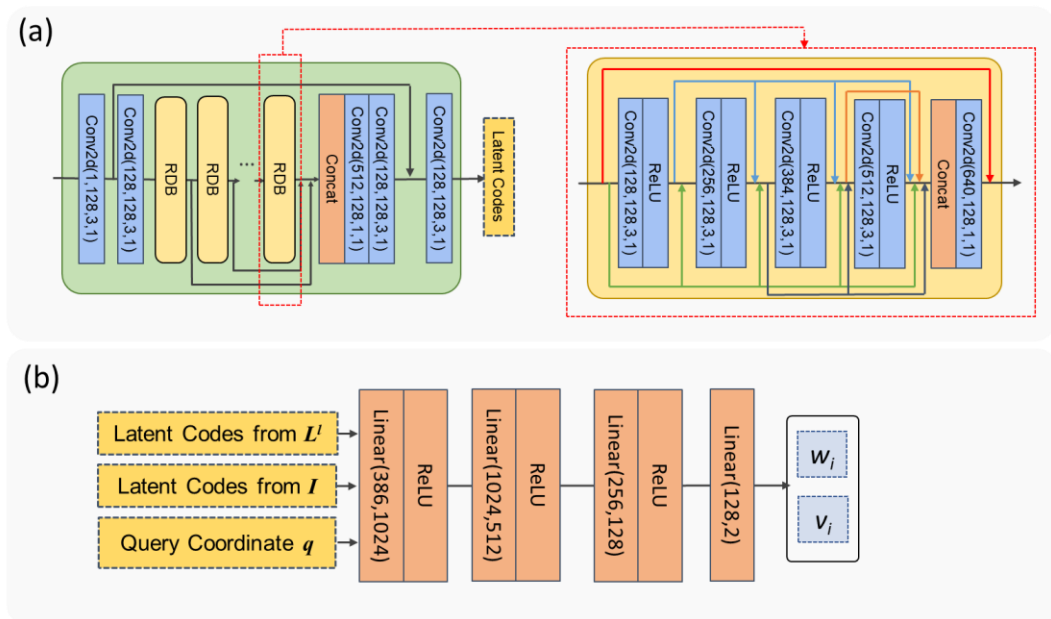 (a)
Conv2d(1,128,3,1)
Conv2d(128,128,3,1)
RDB
RDB
...
RDB
Concat
Conv2d(512,128,1,1)
Conv2d(128,128,3,1)
Conv2d(128,128,3,1)
Latent Codes
Conv2d(128,128,3,1)
ReLU
Conv2d(256,128,3,1)
ReLU
Conv2d(384,128,3,1)
ReLU
Conv2d(512,128,3,1)
ReLU
Concat
Conv2d(640,128,1,1)
(b)
Latent Codes from L^l
Latent Codes from I
Query Coordinate q
Linear(386,1024)
ReLU
Linear(1024,512)
ReLU
Linear(256,128)
ReLU
Linear(128,2)
w_i
v_i